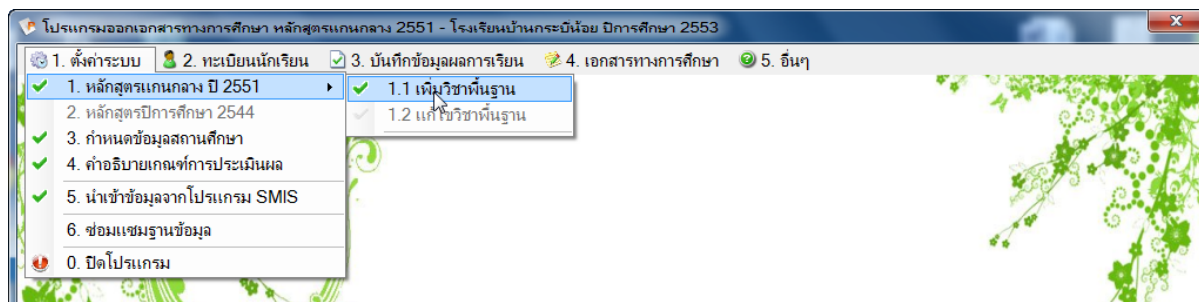 โปรแกรมออกเอกสารทางการศึกษา หลักสูตรแกนกลาง 2551 - โรงเรียนบ้านกระบี่น้อย ปีการศึกษา 2553
1. ตั้งค่าระบบ 2. ทะเบียนนักเรียน 3. บันทึกข้อมูลผลการเรียน 4. เอกสารทางการศึกษา 5. อื่นๆ
1. หลักสูตรแกนกลาง ปี 2551
2. หลักสูตรปีการศึกษา 2544
3. กำหนดข้อมูลสถานศึกษา
4. คำอธิบายเกณฑ์การประเมินผล
5. นำเข้าข้อมูลจากโปรแกรม SMIS
6. ซ่อมแซมฐานข้อมูล
0. ปิดโปรแกรม
1.1 เพิ่มวิชาพื้นฐาน
1.2 แก้ไขวิชาพื้นฐาน